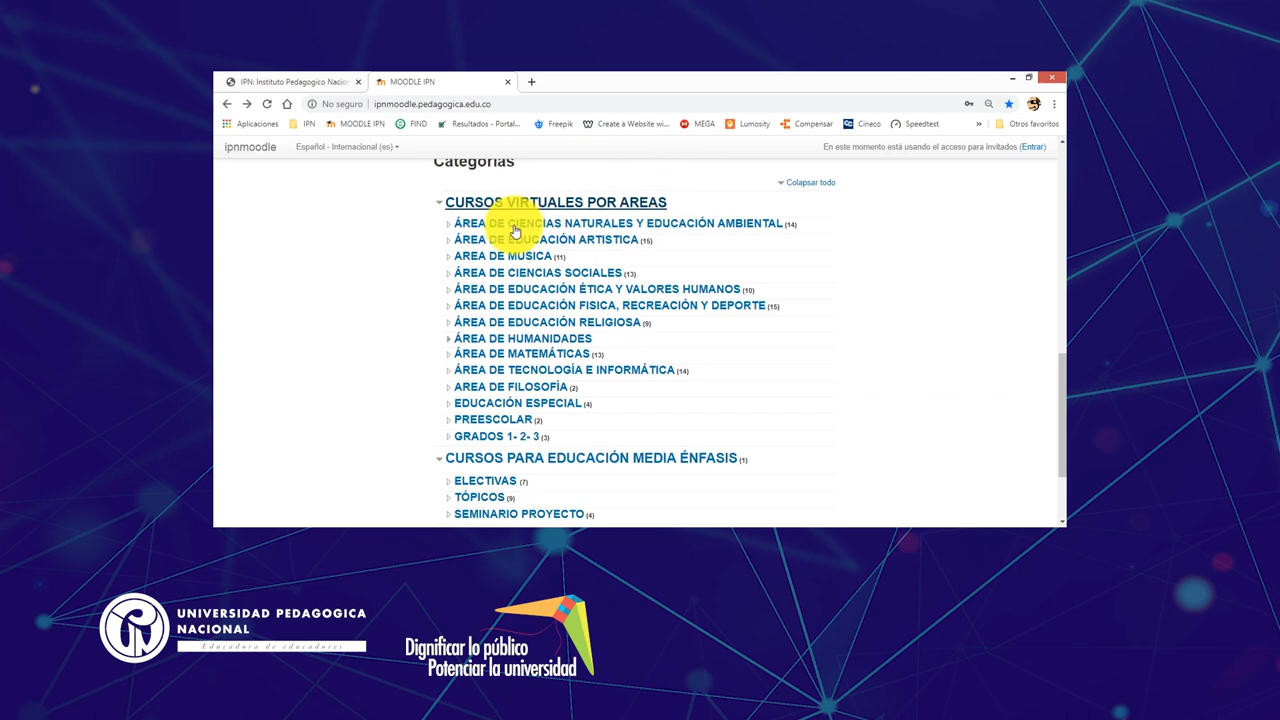 IPN: Instituto Pedagogico Nacion
MOODLE IPN
No seguro
ipnmoodle.pedagogica.edu.co
Aplicaciones
IPN
MOODLE IPN
FIND
Resultados - Portal...
Freepik
Create a Website wi...
MEGA
Lumosity
Compensar
Cineco
Speedtest
»
Otros favoritos
ipnmoodle
Español - Internacional (es)
En este momento está usando el acceso para invitados (Entrar)
Categorías
Colapsar todo
CURSOS VIRTUALES POR AREAS
ÁREA DE CIENCIAS NATURALES Y EDUCACIÓN AMBIENTAL (14)
ÁREA DE EDUCACIÓN ARTISTICA (15)
AREA DE MÚSICA (11)
ÁREA DE CIENCIAS SOCIALES (13)
ÁREA DE EDUCACIÓN ÉTICA Y VALORES HUMANOS (10)
ÁREA DE EDUCACIÓN FISICA, RECREACIÓN Y DEPORTE (15)
ÁREA DE EDUCACIÓN RELIGIOSA (9)
ÁREA DE HUMANIDADES
ÁREA DE MATEMÁTICAS (13)
ÁREA DE TECNOLOGÍA E INFORMÁTICA (14)
AREA DE FILOSOFÍA (2)
EDUCACIÓN ESPECIAL (4)
PREESCOLAR (2)
GRADOS 1- 2- 3 (3)
CURSOS PARA EDUCACIÓN MEDIA ÉNFASIS (1)
ELECTIVAS (7)
TÓPICOS (9)
SEMINARIO PROYECTO (4)
UNIVERSIDAD PEDAGOGICA
NACIONAL
Educadora de educadores
Dignificar lo público
Potenciar la universidad